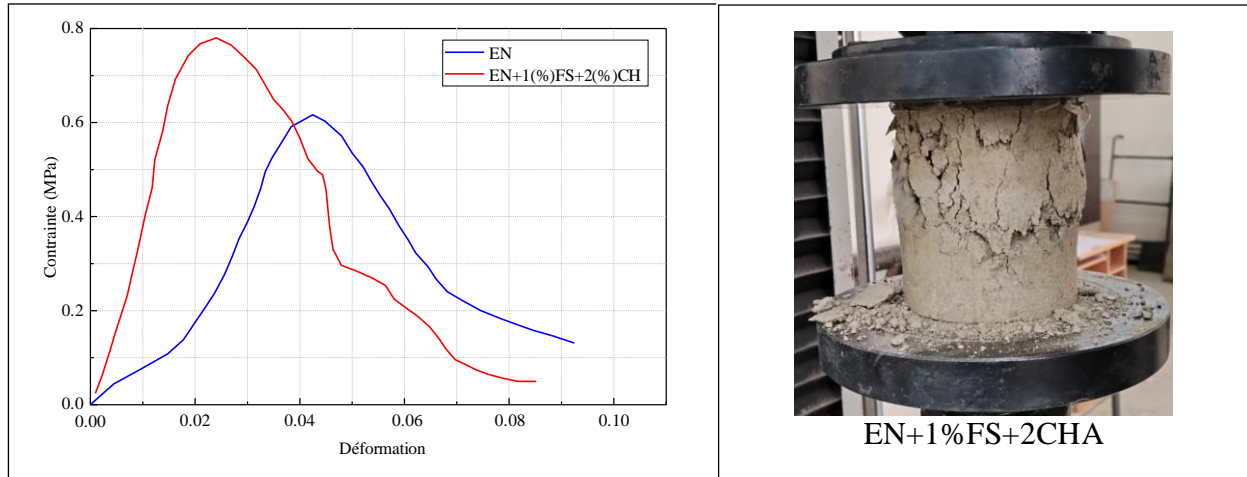 0.8
0.6
0.4
0.2
0.0
Contrainte (MPa)
EN
EN+1(%)FS+2(%)CH
0.00 0.02 0.04 0.06 0.08 0.10
Déformation
EN+1%FS+2CHA